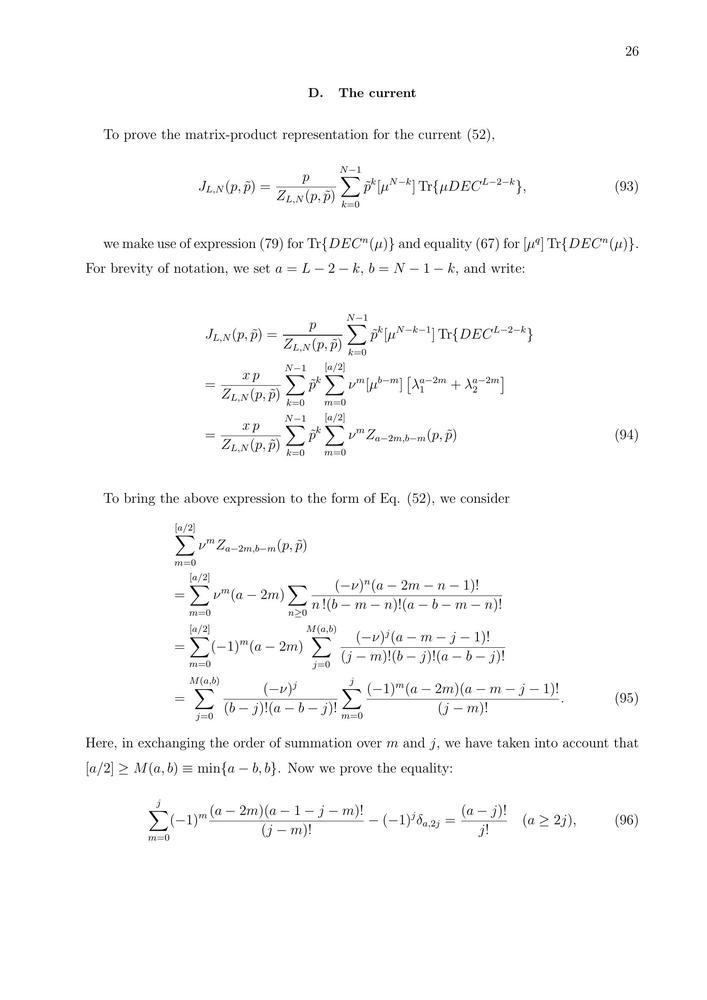 26
D. The current
To prove the matrix-product representation for the current (52),
$J_{L,N}(p,\tilde{p}) = \frac{p}{Z_{L,N}(p,\tilde{p})} \sum_{k=0}^{N-1} \tilde{p}^k [\mu^{N-k}] \, \mathrm{Tr}\{\mu DEC^{L-2-k}\},$ (93)
we make use of expression (79) for $\mathrm{Tr}\{DEC^n(\mu)\}$ and equality (67) for $[\mu^q]\,\mathrm{Tr}\{DEC^n(\mu)\}$.
For brevity of notation, we set $a = L - 2 - k$, $b = N - 1 - k$, and write:
$J_{L,N}(p,\tilde{p}) = \frac{p}{Z_{L,N}(p,\tilde{p})} \sum_{k=0}^{N-1} \tilde{p}^k [\mu^{N-k-1}] \, \mathrm{Tr}\{DEC^{L-2-k}\}$
$= \frac{x\,p}{Z_{L,N}(p,\tilde{p})} \sum_{k=0}^{N-1} \tilde{p}^k \sum_{m=0}^{[a/2]} \nu^m [\mu^{b-m}] \left[\lambda_1^{a-2m} + \lambda_2^{a-2m}\right]$
$= \frac{x\,p}{Z_{L,N}(p,\tilde{p})} \sum_{k=0}^{N-1} \tilde{p}^k \sum_{m=0}^{[a/2]} \nu^m Z_{a-2m,b-m}(p,\tilde{p})$ (94)
To bring the above expression to the form of Eq. (52), we consider
$\sum_{m=0}^{[a/2]} \nu^m Z_{a-2m,b-m}(p,\tilde{p})$
$= \sum_{m=0}^{[a/2]} \nu^m (a-2m) \sum_{n \geq 0} \frac{(-\nu)^n (a-2m-n-1)!}{n\,!(b-m-n)!(a-b-m-n)!}$
$= \sum_{m=0}^{[a/2]} (-1)^m (a-2m) \sum_{j=0}^{M(a,b)} \frac{(-\nu)^j (a-m-j-1)!}{(j-m)!(b-j)!(a-b-j)!}$
$= \sum_{j=0}^{M(a,b)} \frac{(-\nu)^j}{(b-j)!(a-b-j)!} \sum_{m=0}^{j} \frac{(-1)^m (a-2m)(a-m-j-1)!}{(j-m)!}.$ (95)
Here, in exchanging the order of summation over $m$ and $j$, we have taken into account that
$[a/2] \geq M(a,b) \equiv \min\{a-b, b\}$. Now we prove the equality:
$\sum_{m=0}^{j} (-1)^m \frac{(a-2m)(a-1-j-m)!}{(j-m)!} - (-1)^j \delta_{a,2j} = \frac{(a-j)!}{j!} \quad (a \geq 2j),$ (96)